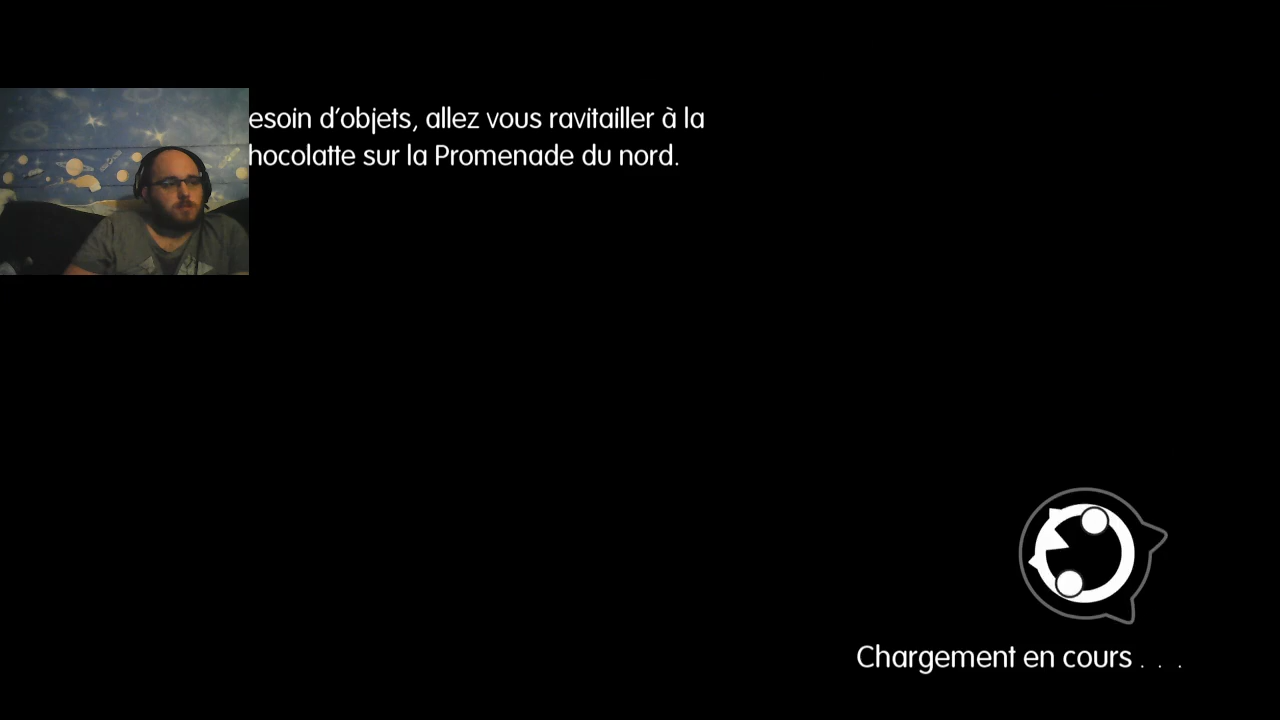 esoin d'objets, allez vous ravitailler à la
hocolatte sur la Promenade du nord.
Chargement en cours . . .